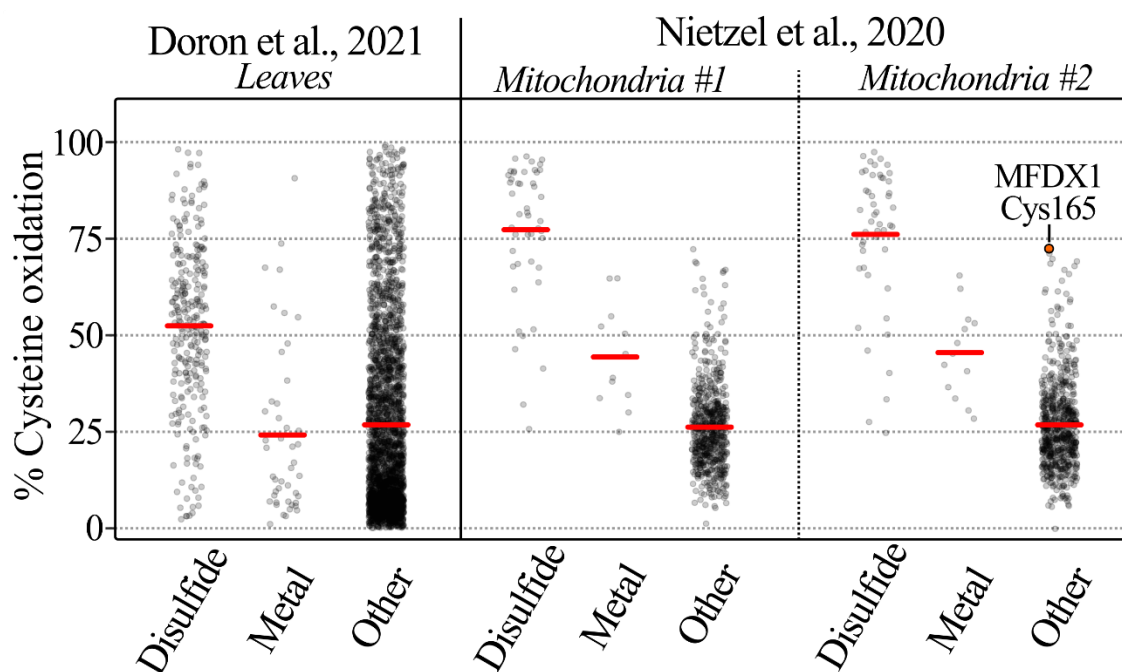 Doron et al., 2021
Leaves
Nietzel et al., 2020
Mitochondria #1
Mitochondria #2
% Cysteine oxidation
100
75
50
25
0
MFDX1
Cys165
Disulfide
Metal
Other
Disulfide
Metal
Other
Disulfide
Metal
Other